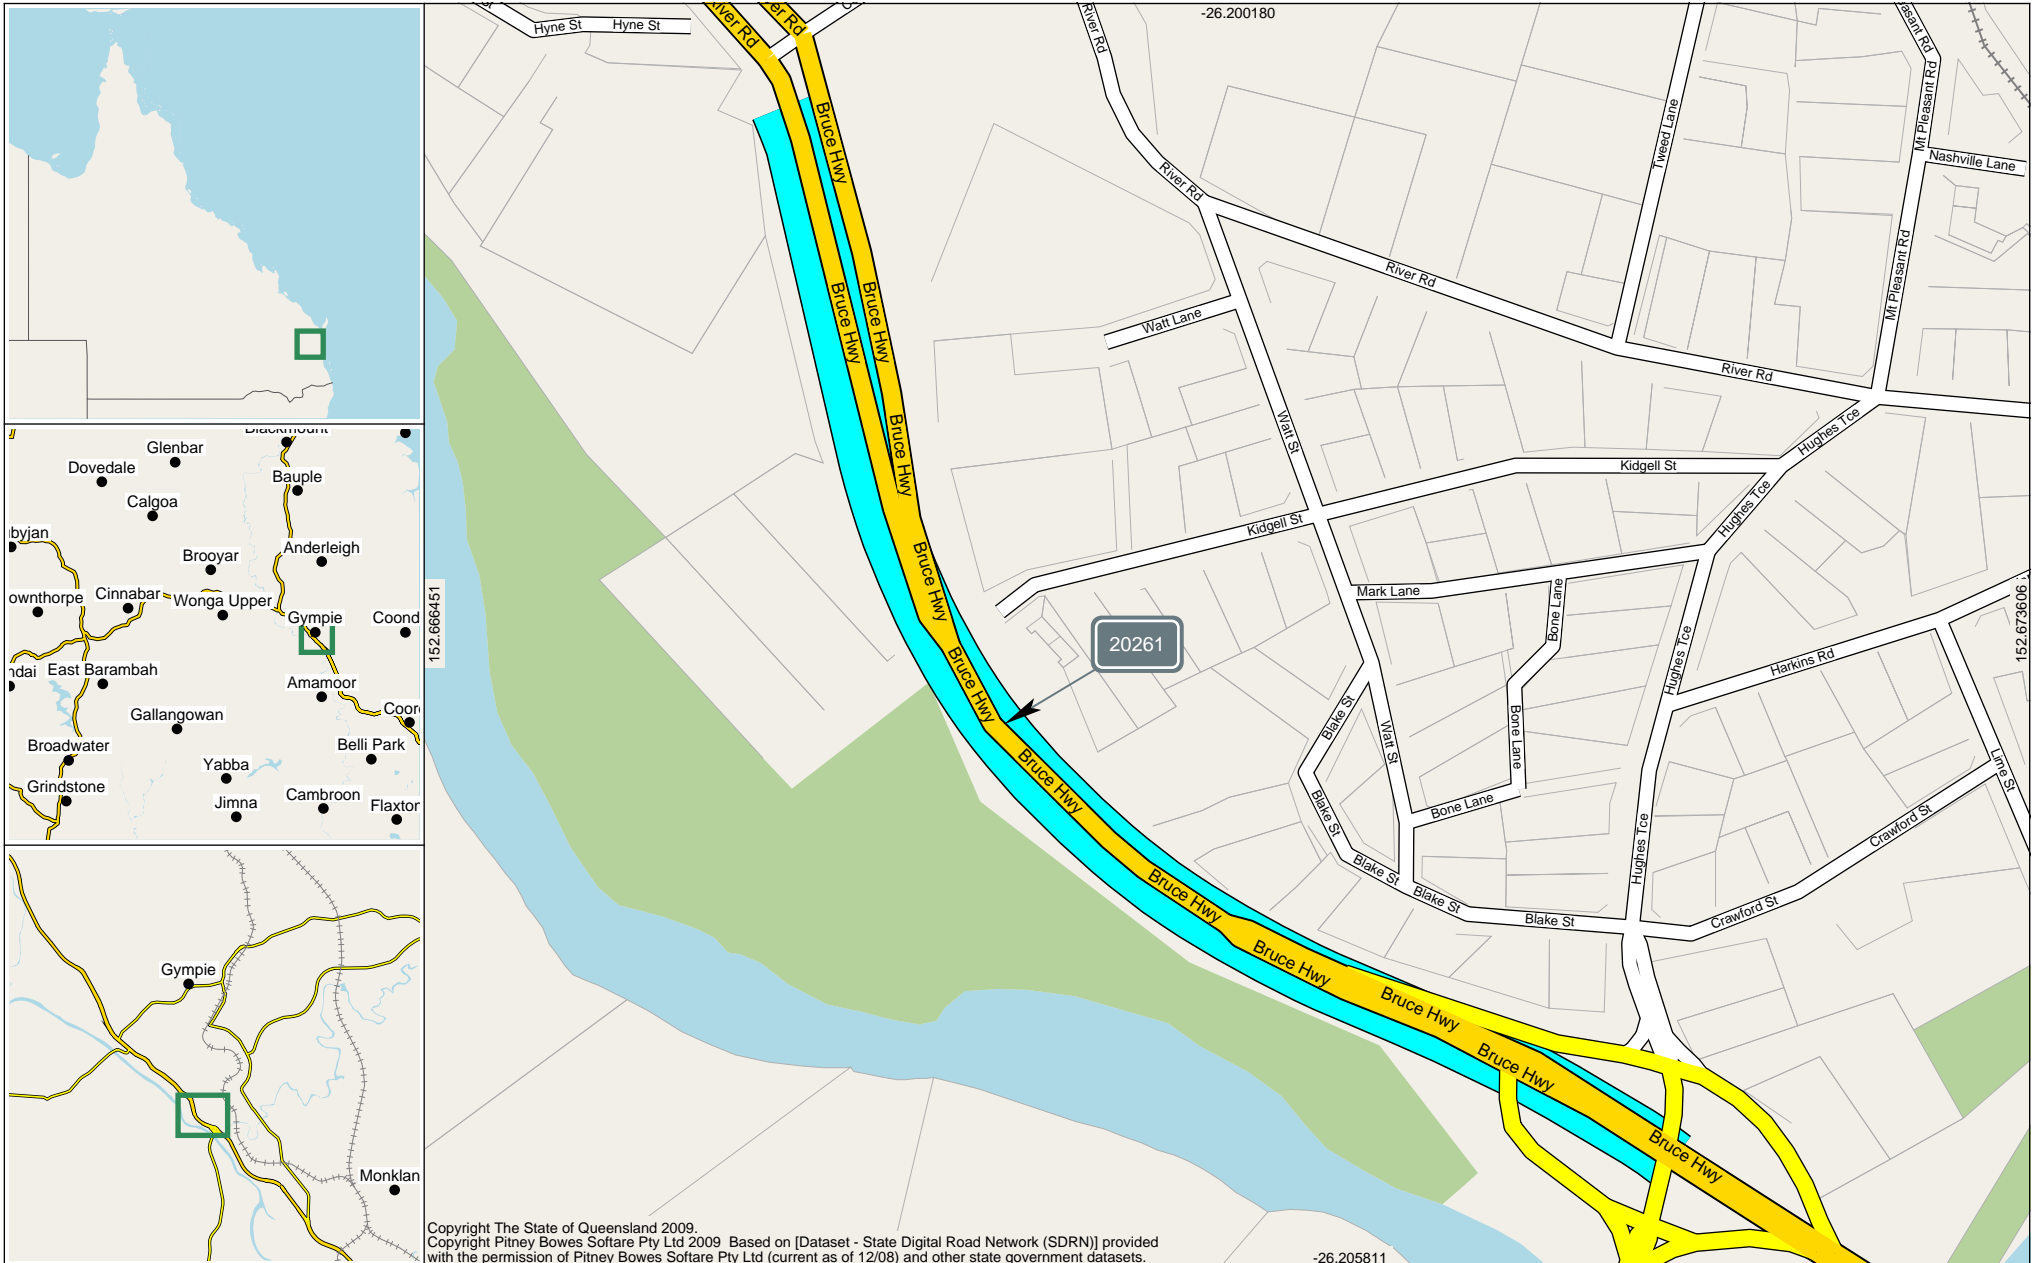 Blackmount
Glenbar
Dovedale
Bauple
Calgoa
Brooyar
Anderleigh
ownthorpe
Cinnabar
Wonga Upper
Gympie
Coond
ndai
East Barambah
Amamoor
Gallangowan
Broadwater
Belli Park
Yabba
Grindstone
Jimna
Cambroon
Flaxton
Gympie
Monklan
-26.200180
152.666451
152.673606
-26.205811
Hyne St
Hyne St
River Rd
Bruce Hwy
Bruce Hwy
Bruce Hwy
Bruce Hwy
Bruce Hwy
Bruce Hwy
Bruce Hwy
Bruce Hwy
Bruce Hwy
Bruce Hwy
Bruce Hwy
Bruce Hwy
River Rd
River Rd
River Rd
River Rd
Tweed Lane
Mt Pleasant Rd
Mt Pleasant Rd
Nashville Lane
Watt Lane
Watt St
Watt St
Kidgell St
Kidgell St
Hughes Tce
Hughes Tce
Hughes Tce
Hughes Tce
Mark Lane
Bone Lane
Bone Lane
Bone Lane
Harkins Rd
Lime St
Crawford St
Crawford St
Blake St
Blake St
Blake St
Blake St
Blake St
20261
Copyright The State of Queensland 2009.
Copyright Pitney Bowes Softare Pty Ltd 2009 Based on [Dataset - State Digital Road Network (SDRN)] provided
with the permission of Pitney Bowes Softare Pty Ltd (current as of 12/08) and other state government datasets.